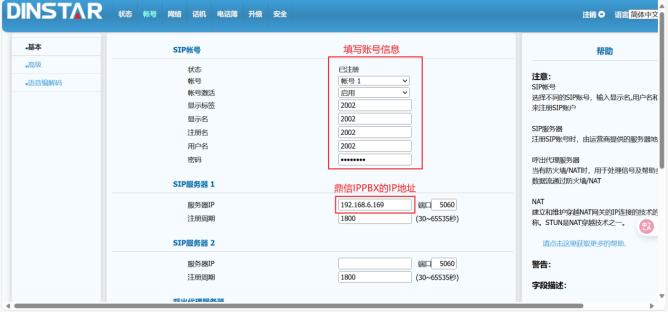 DINSTAR
状态 帐号 网络 话机 电话簿 升级 安全
注销 语言 简体中文
基本
高级
语音编解码
SIP帐号
填写账号信息
状态 已注册
帐号 帐号 1
帐号激活 启用
显示标签 2002
显示名 2002
注册名 2002
用户名 2002
密码 ••••••••
SIP服务器 1
鼎信IPPBX的IP地址
服务器IP 192.168.6.169 端口 5060
注册周期 1800 (30~65535秒)
SIP服务器 2
服务器IP 端口 5060
注册周期 1800 (30~65535秒)
呼出代理服务器
帮助
注意:
SIP帐号
选择不同的SIP账号，输入显示名,用户名和
来注册SIP账户
SIP服务器
注册SIP账号时，由运营商提供的服务器地
呼出代理服务器
当有防火墙/NAT时，用于处理信号及帮助
数据流通过防火墙/NAT
NAT
建立和维护穿越NAT网关的IP连接的技术的
称。STUN是NAT穿越技术之一。
请点击这里获取更多的帮助.
警告:
字段描述: